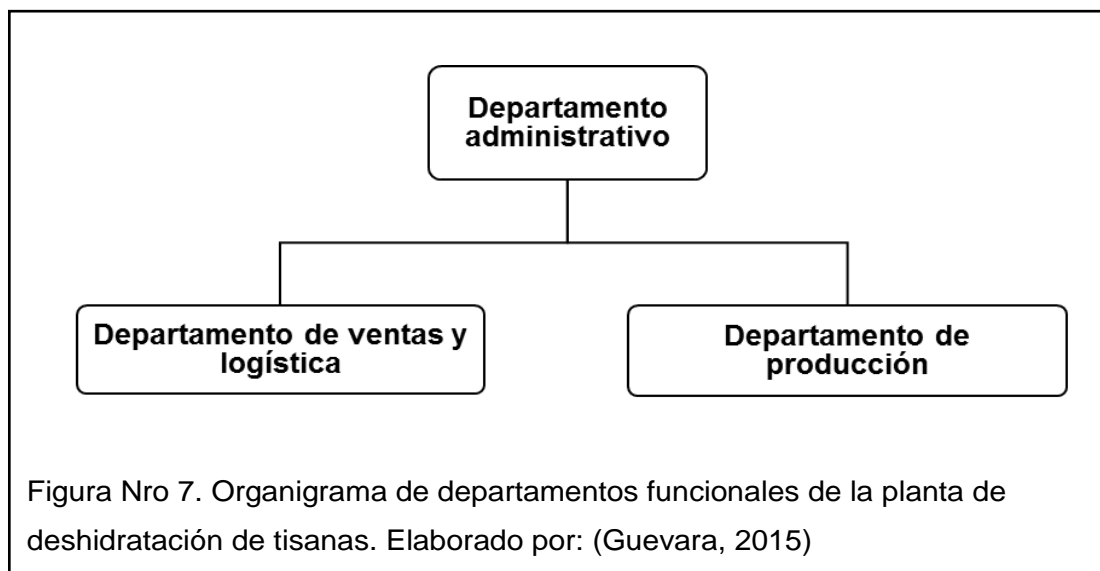 Departamento
administrativo
Departamento de ventas y
logística
Departamento de
producción
Figura Nro 7. Organigrama de departamentos funcionales de la planta de
deshidratación de tisanas. Elaborado por: (Guevara, 2015)